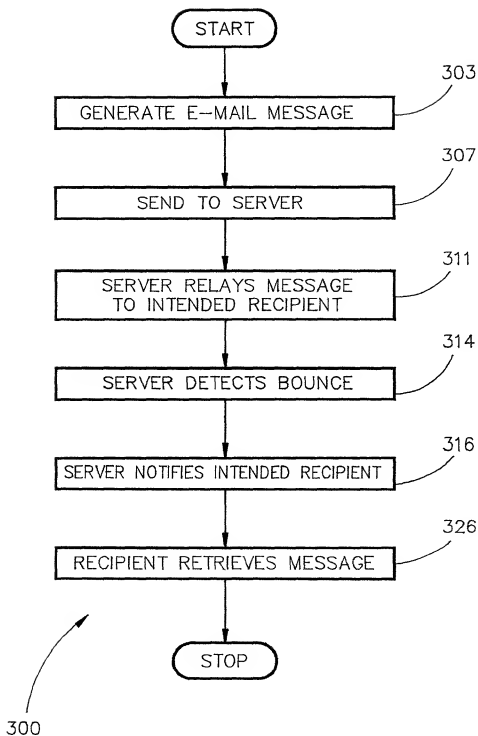 START
303
GENERATE E-MAIL MESSAGE
307
SEND TO SERVER
311
SERVER RELAYS MESSAGE
TO INTENDED RECIPIENT
314
SERVER DETECTS BOUNCE
316
SERVER NOTIFIES INTENDED RECIPIENT
326
RECIPIENT RETRIEVES MESSAGE
STOP
300